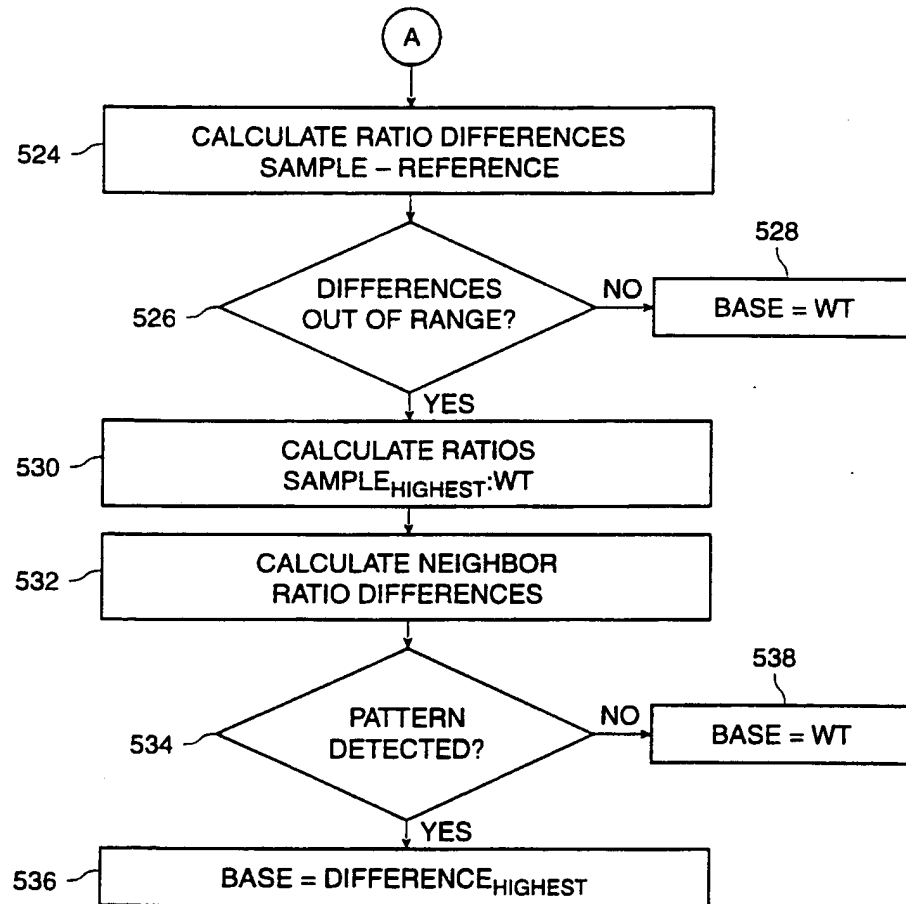 A
524
CALCULATE RATIO DIFFERENCES
SAMPLE – REFERENCE
526
DIFFERENCES
OUT OF RANGE?
NO
528
BASE = WT
YES
530
CALCULATE RATIOS
SAMPLEHIGHEST:WT
532
CALCULATE NEIGHBOR
RATIO DIFFERENCES
534
PATTERN
DETECTED?
NO
538
BASE = WT
YES
536
BASE = DIFFERENCEHIGHEST